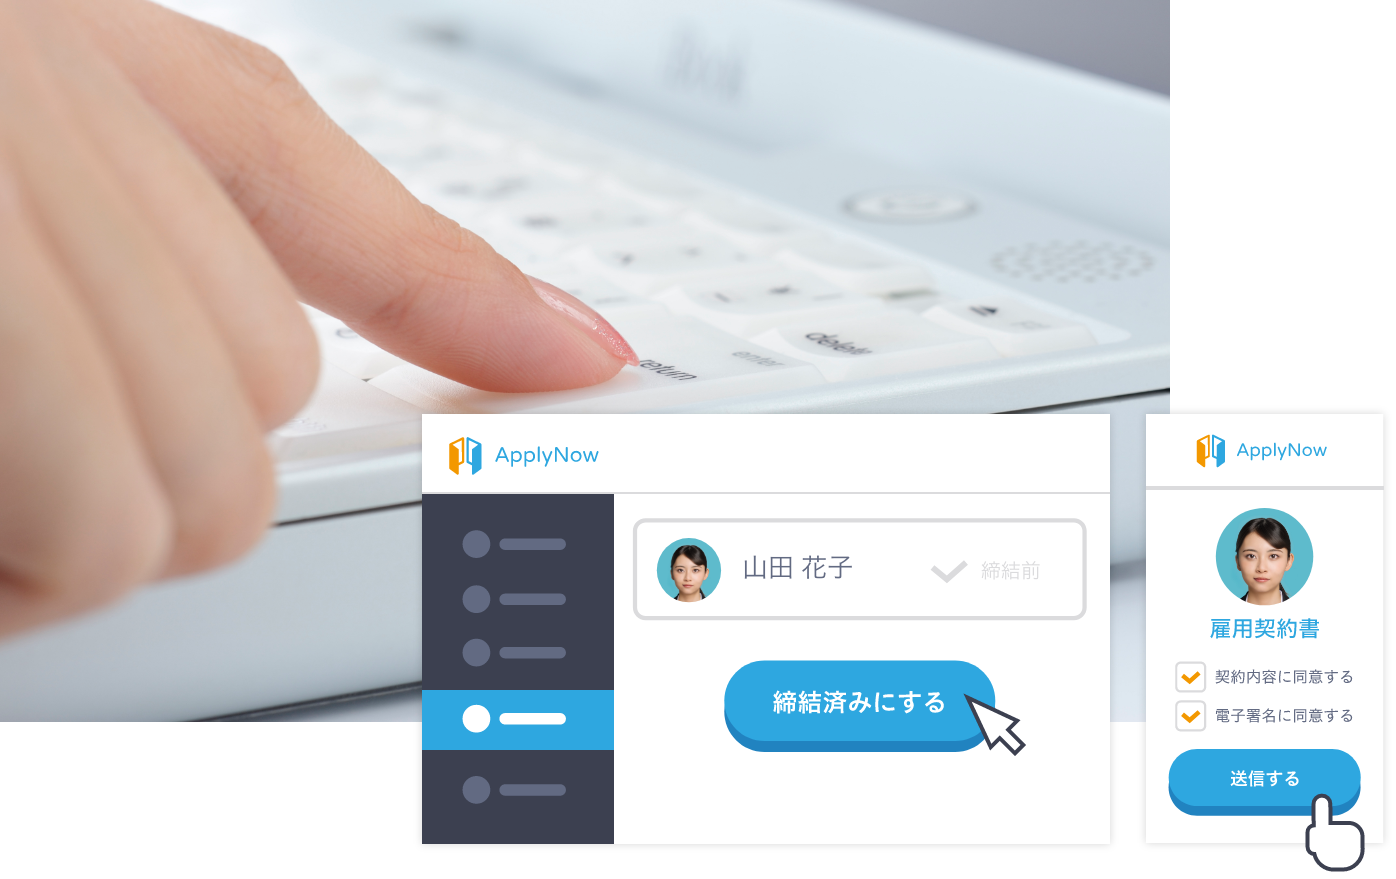 return
enter
delete
ApplyNow
山田 花子
締結前
締結済みにする
ApplyNow
雇用契約書
契約内容に同意する
電子署名に同意する
送信する